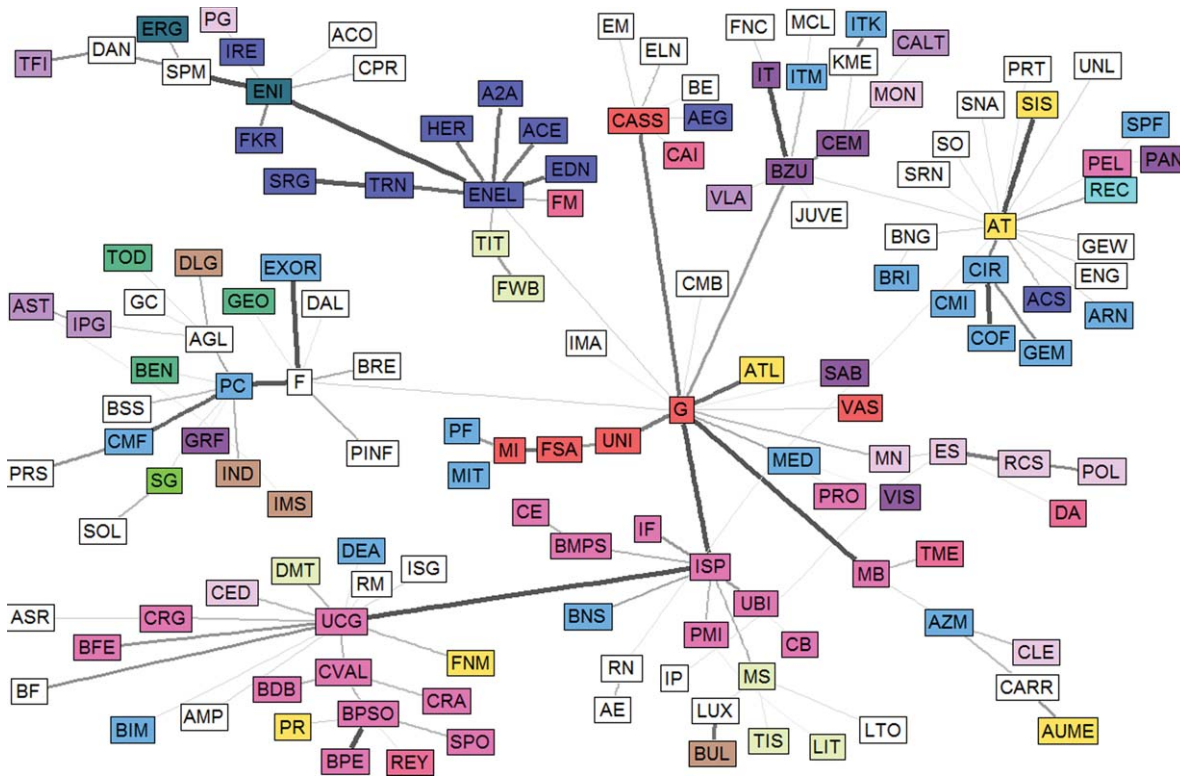 PG
EM
FNC
MCL
ITK
ERG
ACO
ELN
CALT
DAN
IRE
TFI
SPM
CPR
IT
ITM
KME
PRT
UNL
ENI
A2A
BE
MON
SNA
SIS
HER
ACE
CASS
AEG
SPF
FKR
CAI
CEM
SO
PEL
PAN
SRG
TRN
EDN
BZU
SRN
REC
ENEL
FM
VLA
JUVE
AT
TIT
BNG
GEW
TOD
DLG
EXOR
FWB
CMB
BRI
CIR
ENG
AST
GC
GEO
DAL
CMI
ACS
ARN
IPG
AGL
IMA
COF
GEM
BEN
BRE
ATL
SAB
PC
F
BSS
G
VAS
CMF
GRF
PINF
PF
MI
FSA
UNI
PRS
IND
MIT
MED
MN
ES
RCS
POL
SG
IMS
PRO
VIS
DA
SOL
CE
IF
DEA
BMPS
TME
DMT
ISG
ISP
MB
CED
RM
ASR
CRG
UCG
BNS
UBI
AZM
BFE
PMI
CB
CLE
FNM
BF
CVAL
RN
IP
MS
CARR
BDB
CRA
AMP
BPSO
AE
LUX
LTO
BIM
PR
SPO
TIS
LIT
AUME
BPE
REY
BUL